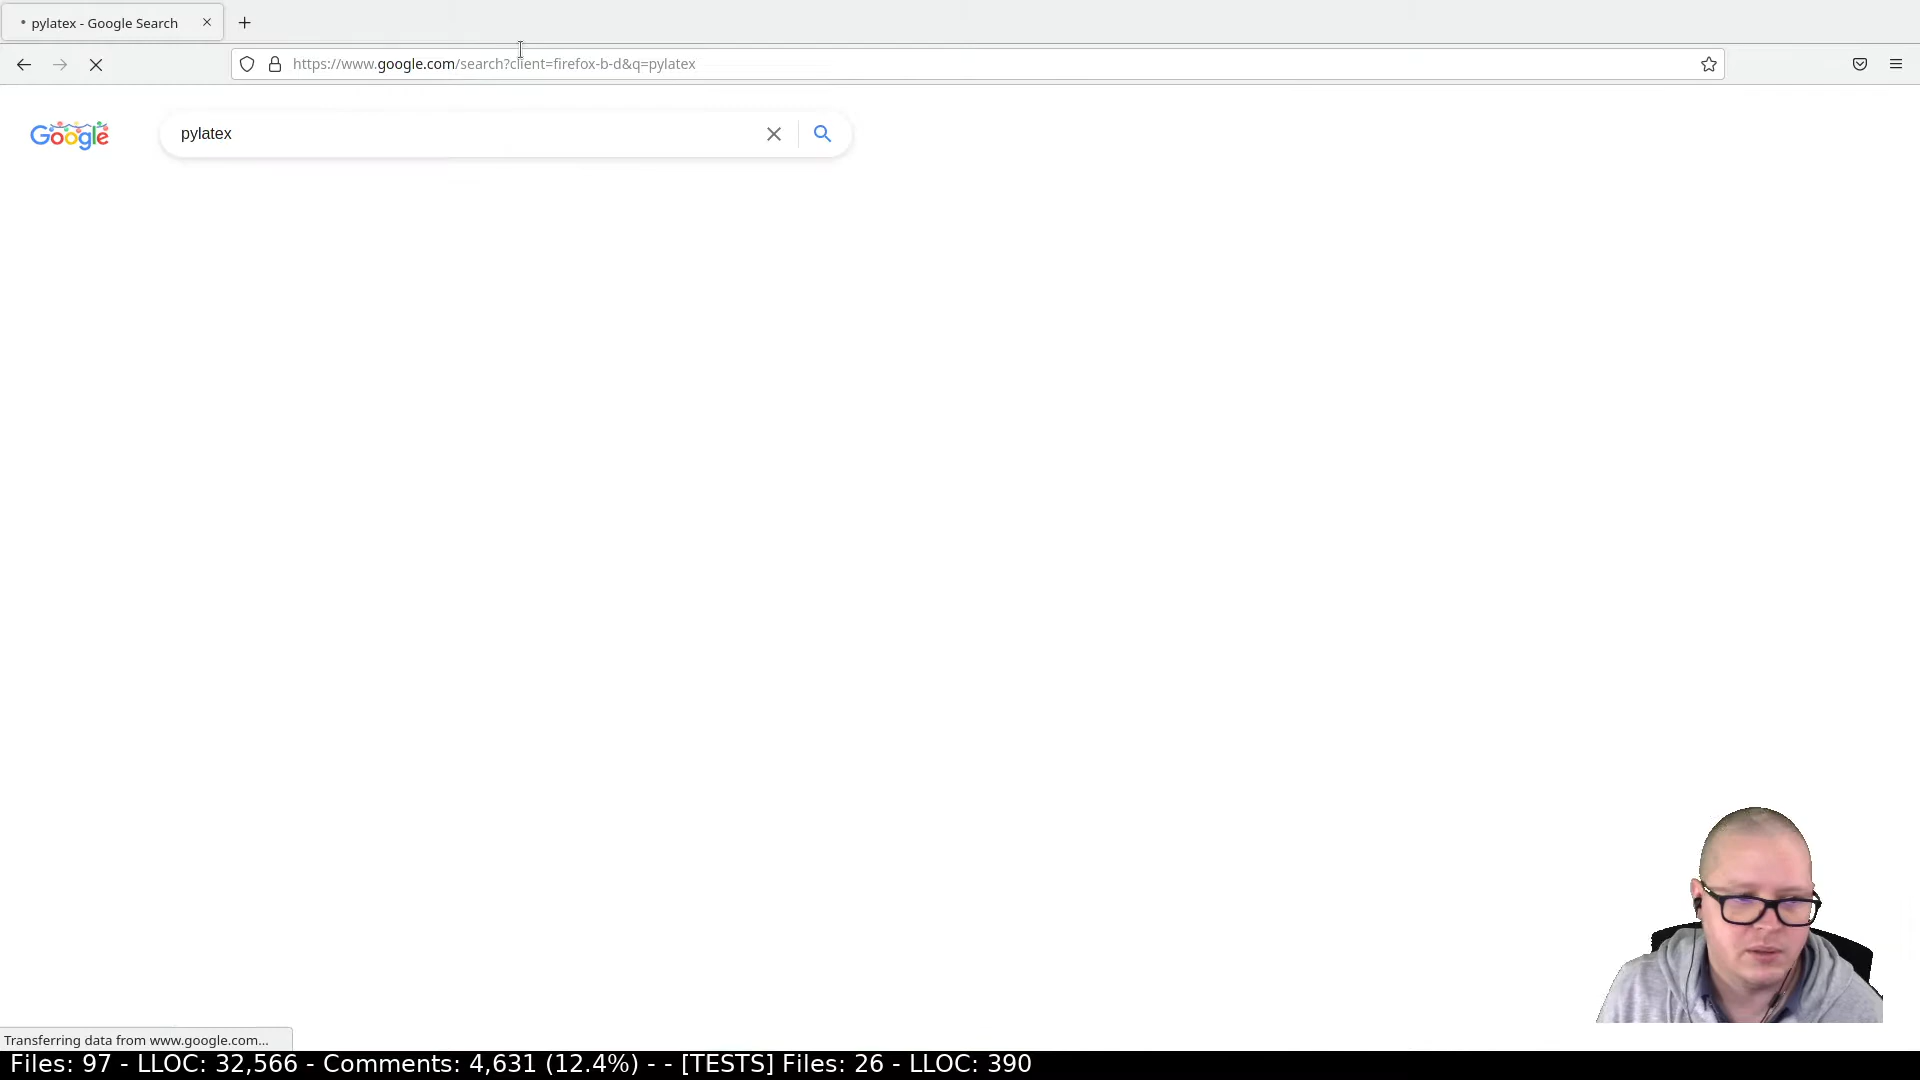 pylatex - Google Search
https://www.google.com/search?client=firefox-b-d&q=pylatex
Google
pylatex
Transferring data from www.google.com...
Files: 97 - LLOC: 32,566 - Comments: 4,631 (12.4%) - - [TESTS] Files: 26 - LLOC: 390